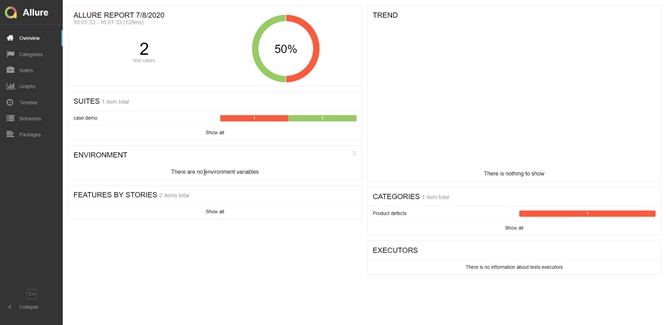 Allure
Overview
Categories
Suites
Graphs
Timeline
Behaviors
Packages
En
Collapse
ALLURE REPORT 7/8/2020
16:01:33 - 16:01:33 (128ms)
2
test cases
50%
SUITES 1 item total
case.demo
1 1
Show all
ENVIRONMENT
There are no environment variables
FEATURES BY STORIES 2 items total
Show all
TREND
There is nothing to show
CATEGORIES 1 item total
Product defects
1
Show all
EXECUTORS
There is no information about tests executors